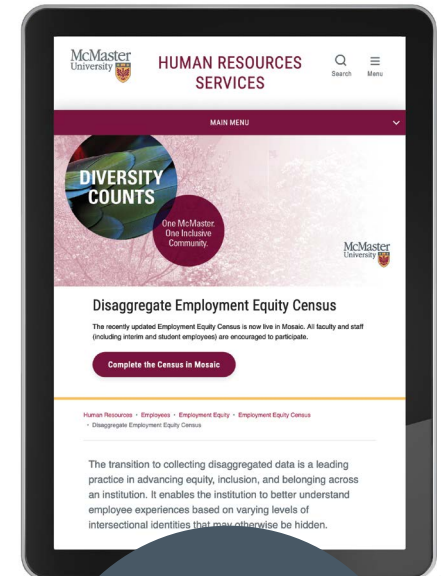 McMaster
University
HUMAN RESOURCES
SERVICES
Search
Menu
MAIN MENU
DIVERSITY
COUNTS
One McMaster.
One Inclusive
Community.
McMaster
University
Disaggregate Employment Equity Census
The recently updated Employment Equity Census is now live in Mosaic. All faculty and staff
(including interim and student employees) are encouraged to participate.
Complete the Census in Mosaic
Human Resources • Employees • Employment Equity • Employment Equity Census
• Disaggregate Employment Equity Census
The transition to collecting disaggregated data is a leading
practice in advancing equity, inclusion, and belonging across
an institution. It enables the institution to better understand
employee experiences based on varying levels of
intersectional identities that may otherwise be hidden.